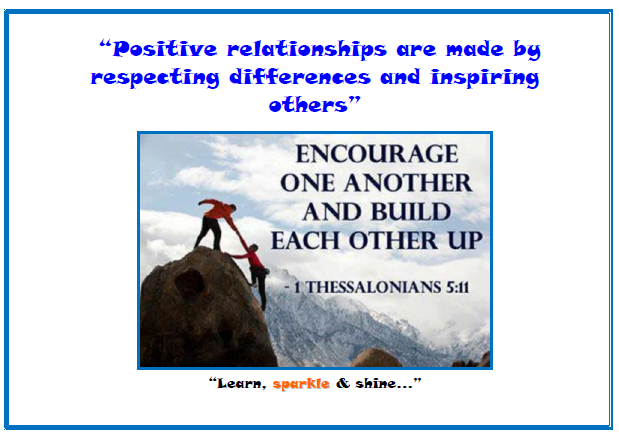 “Positive relationships are made by
respecting differences and inspiring
others”
ENCOURAGE
ONE ANOTHER
AND BUILD
EACH OTHER UP
- 1 THESSALONIANS 5:11
“Learn, sparkle & shine...”